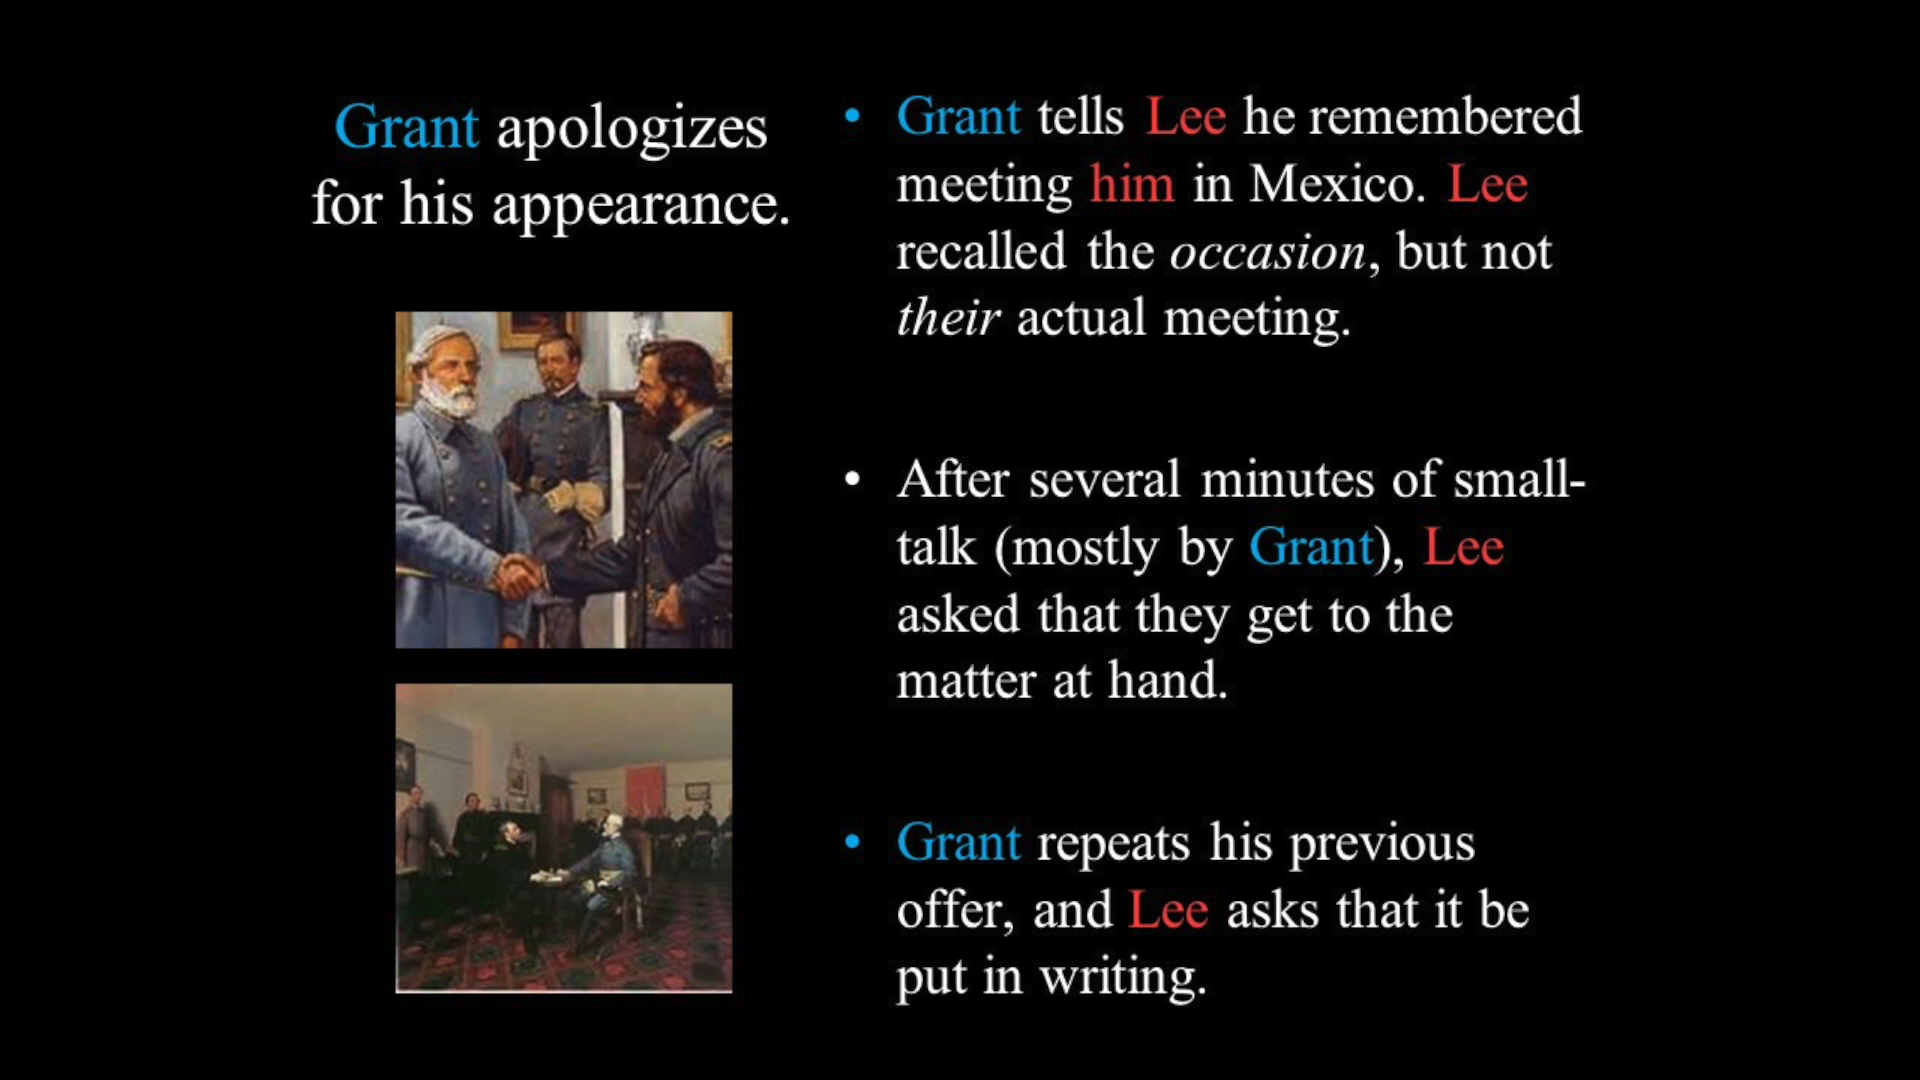 Grant apologizes
for his appearance.
• Grant tells Lee he remembered
meeting him in Mexico. Lee
recalled the occasion, but not
their actual meeting.
• After several minutes of small-
talk (mostly by Grant), Lee
asked that they get to the
matter at hand.
• Grant repeats his previous
offer, and Lee asks that it be
put in writing.